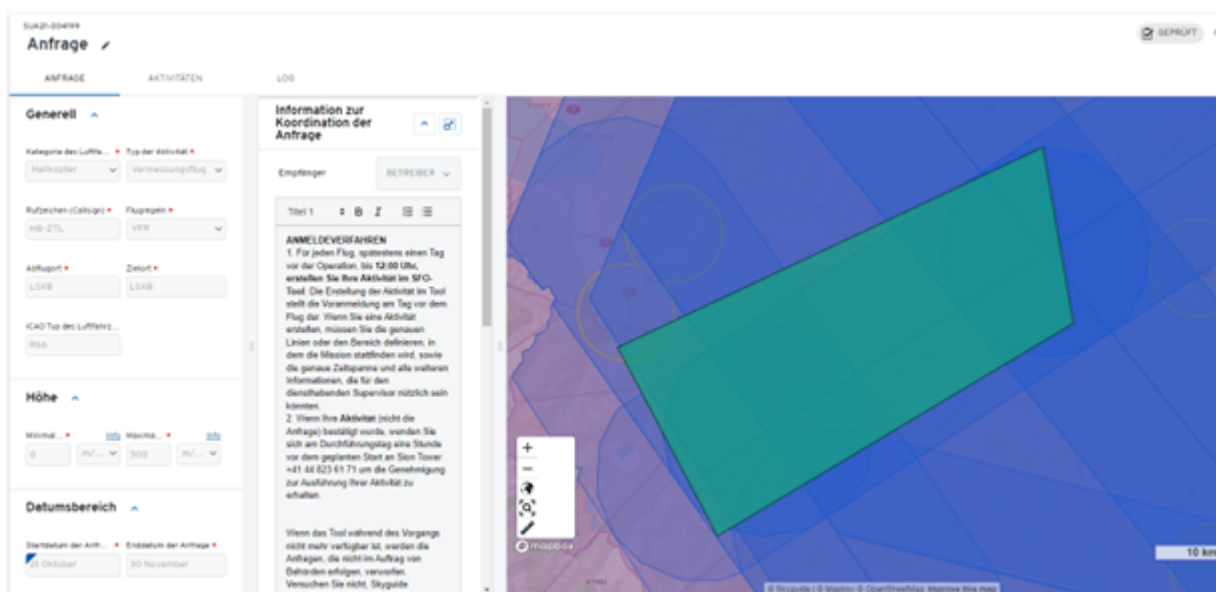 SUA21-004199
Anfrage
GEPRÜFT
ANFRAGE
AKTIVITÄTEN
LOG
Generell
Kategorie des Luftfa... * Typ der Aktivität *
Helikopter
Vermessungsflug
Rufzeichen (Callsign) * Flugregeln *
HB-ZTL
VFR
Abflugort * Zielort *
LSXB
LSXB
ICAO Typ des Luftfahrz...
R66
Höhe
Minimal... * Info Maxima... * Info
0
m/...
300
m/...
Datumsbereich
Startdatum der Anfr... * Enddatum der Anfrage *
21 Oktober
30 November
Information zur
Koordination der
Anfrage
Empfänger
BETREIBER
Titel 1
B I
ANMELDEVERFAHREN
1. Für jeden Flug, spätestens einen Tag
vor der Operation, bis 12:00 Uhr,
erstellen Sie Ihre Aktivität im SFO-
Tool. Die Erstellung der Aktivität im Tool
stellt die Voranmeldung am Tag vor dem
Flug dar. Wenn Sie eine Aktivität
erstellen, müssen Sie die genauen
Linien oder den Bereich definieren, in
dem die Mission stattfinden wird, sowie
die genaue Zeitspanne und alle weiteren
Informationen, die für den
diensthabenden Supervisor nützlich sein
könnten.
2. Wenn Ihre Aktivität (nicht die
Anfrage) bestätigt wurde, wenden Sie
sich am Durchführungstag eine Stunde
vor dem geplanten Start an Sion Tower
+41 44 823 61 71 um die Genehmigung
zur Ausführung Ihrer Aktivität zu
erhalten.
Wenn das Tool während des Vorgangs
nicht mehr verfügbar ist, werden die
Anfragen, die nicht im Auftrag von
Behörden erfolgen, verworfen.
Versuchen Sie nicht, Skyguide
Vevey
mapbox
10 km
© Skyguide | © Mapbox © OpenStreetMap Improve this map